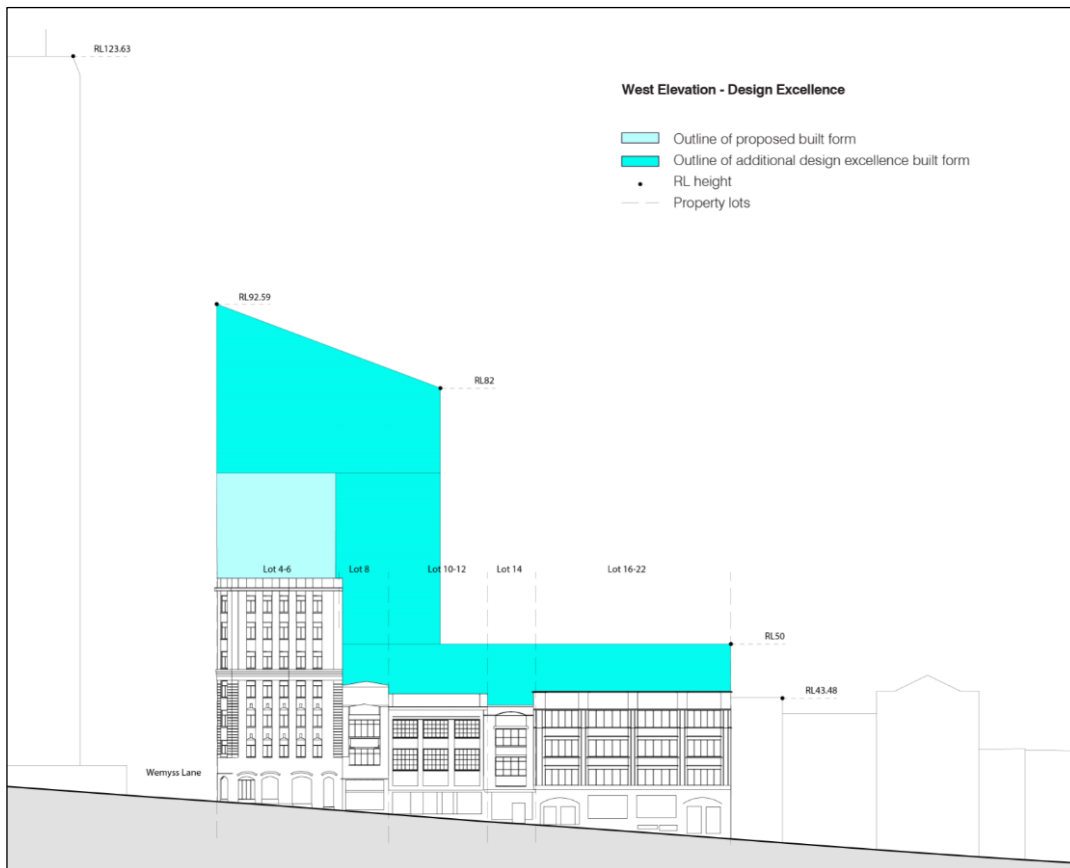 RL123.63
West Elevation - Design Excellence
Outline of proposed built form
Outline of additional design excellence built form
RL height
Property lots
RL92.59
RL82
Lot 4-6
Lot 8
Lot 10-12
Lot 14
Lot 16-22
RL50
RL43.48
Wemyss Lane